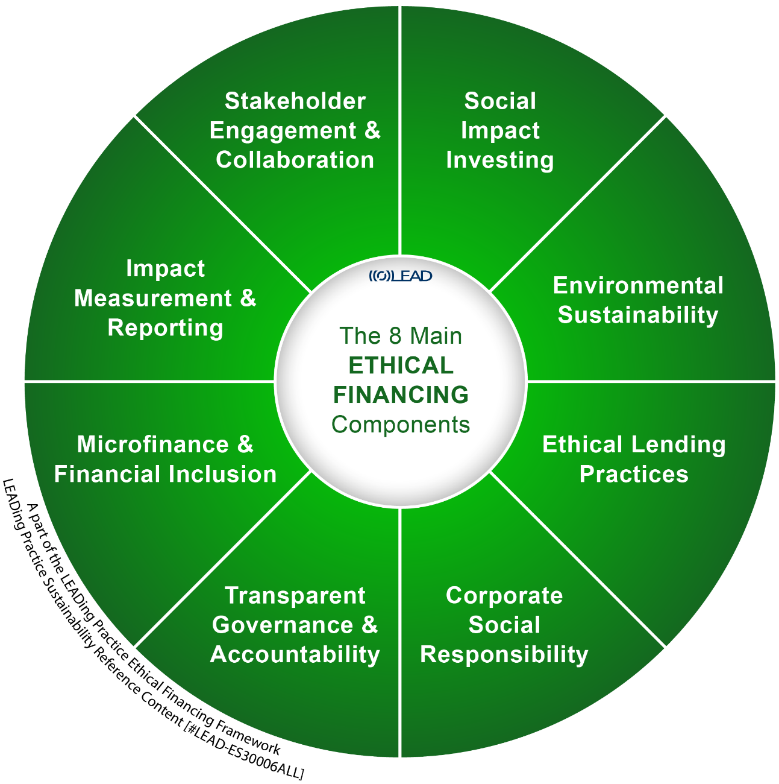 Stakeholder
Engagement &
Collaboration
Social
Impact
Investing
Impact
Measurement &
Reporting
Environmental
Sustainability
((o))LEAD
The 8 Main
ETHICAL
FINANCING
Components
Microfinance &
Financial Inclusion
Ethical Lending
Practices
Transparent
Governance &
Accountability
Corporate
Social
Responsibility
A part of the LEADing Practice Ethical Financing Framework
LEADing Practice Sustainability Reference Content [#LEAD-ES30006ALL]